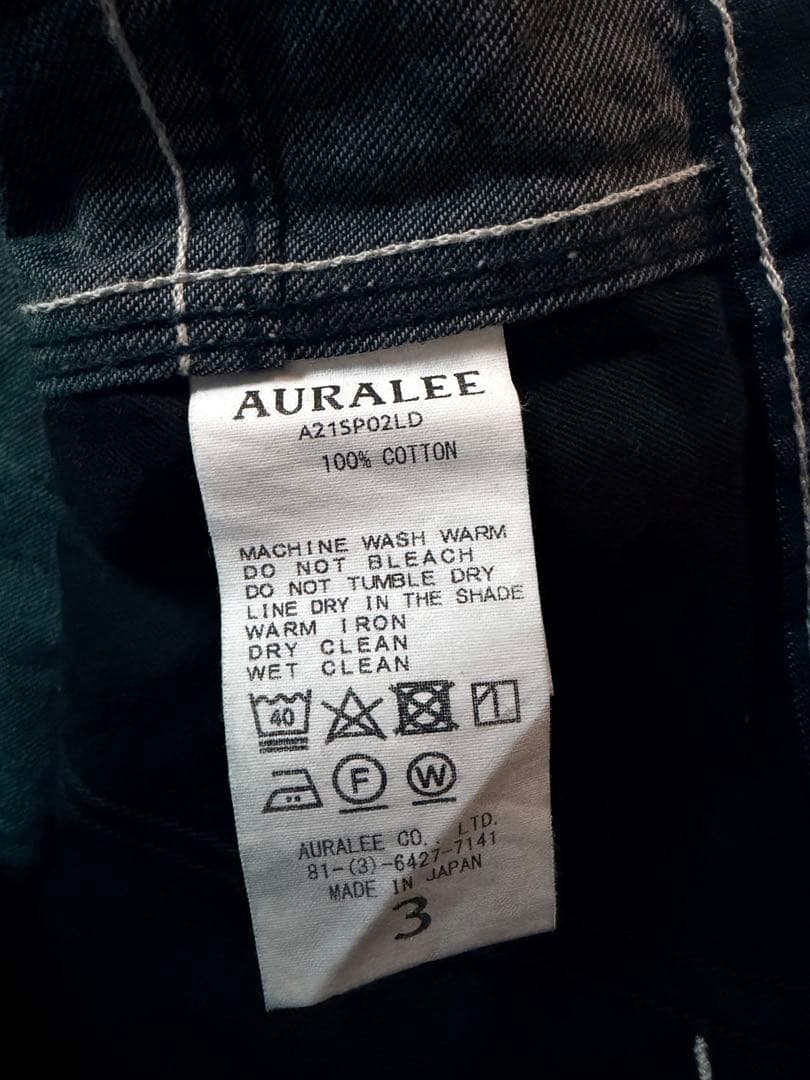 AURALEE
A21SP02LD
100% COTTON
MACHINE WASH WARM
DO NOT BLEACH
DO NOT TUMBLE DRY
LINE DRY IN THE SHADE
WARM IRON
DRY CLEAN
WET CLEAN
40
F W
AURALEE CO., LTD.
81-(3)-6427-7141
MADE IN JAPAN
3